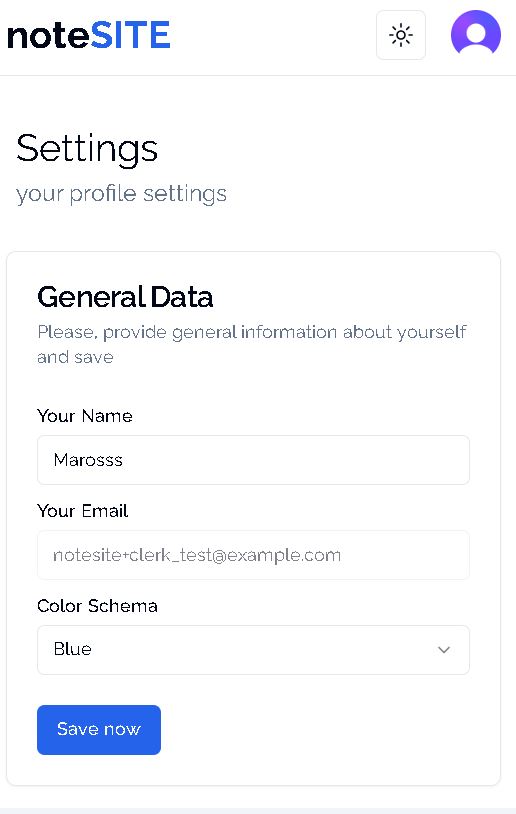 noteSITE
Settings
your profile settings
General Data
Please, provide general information about yourself
and save
Your Name
Marosss
Your Email
notesite+clerk_test@example.com
Color Schema
Blue
Save now